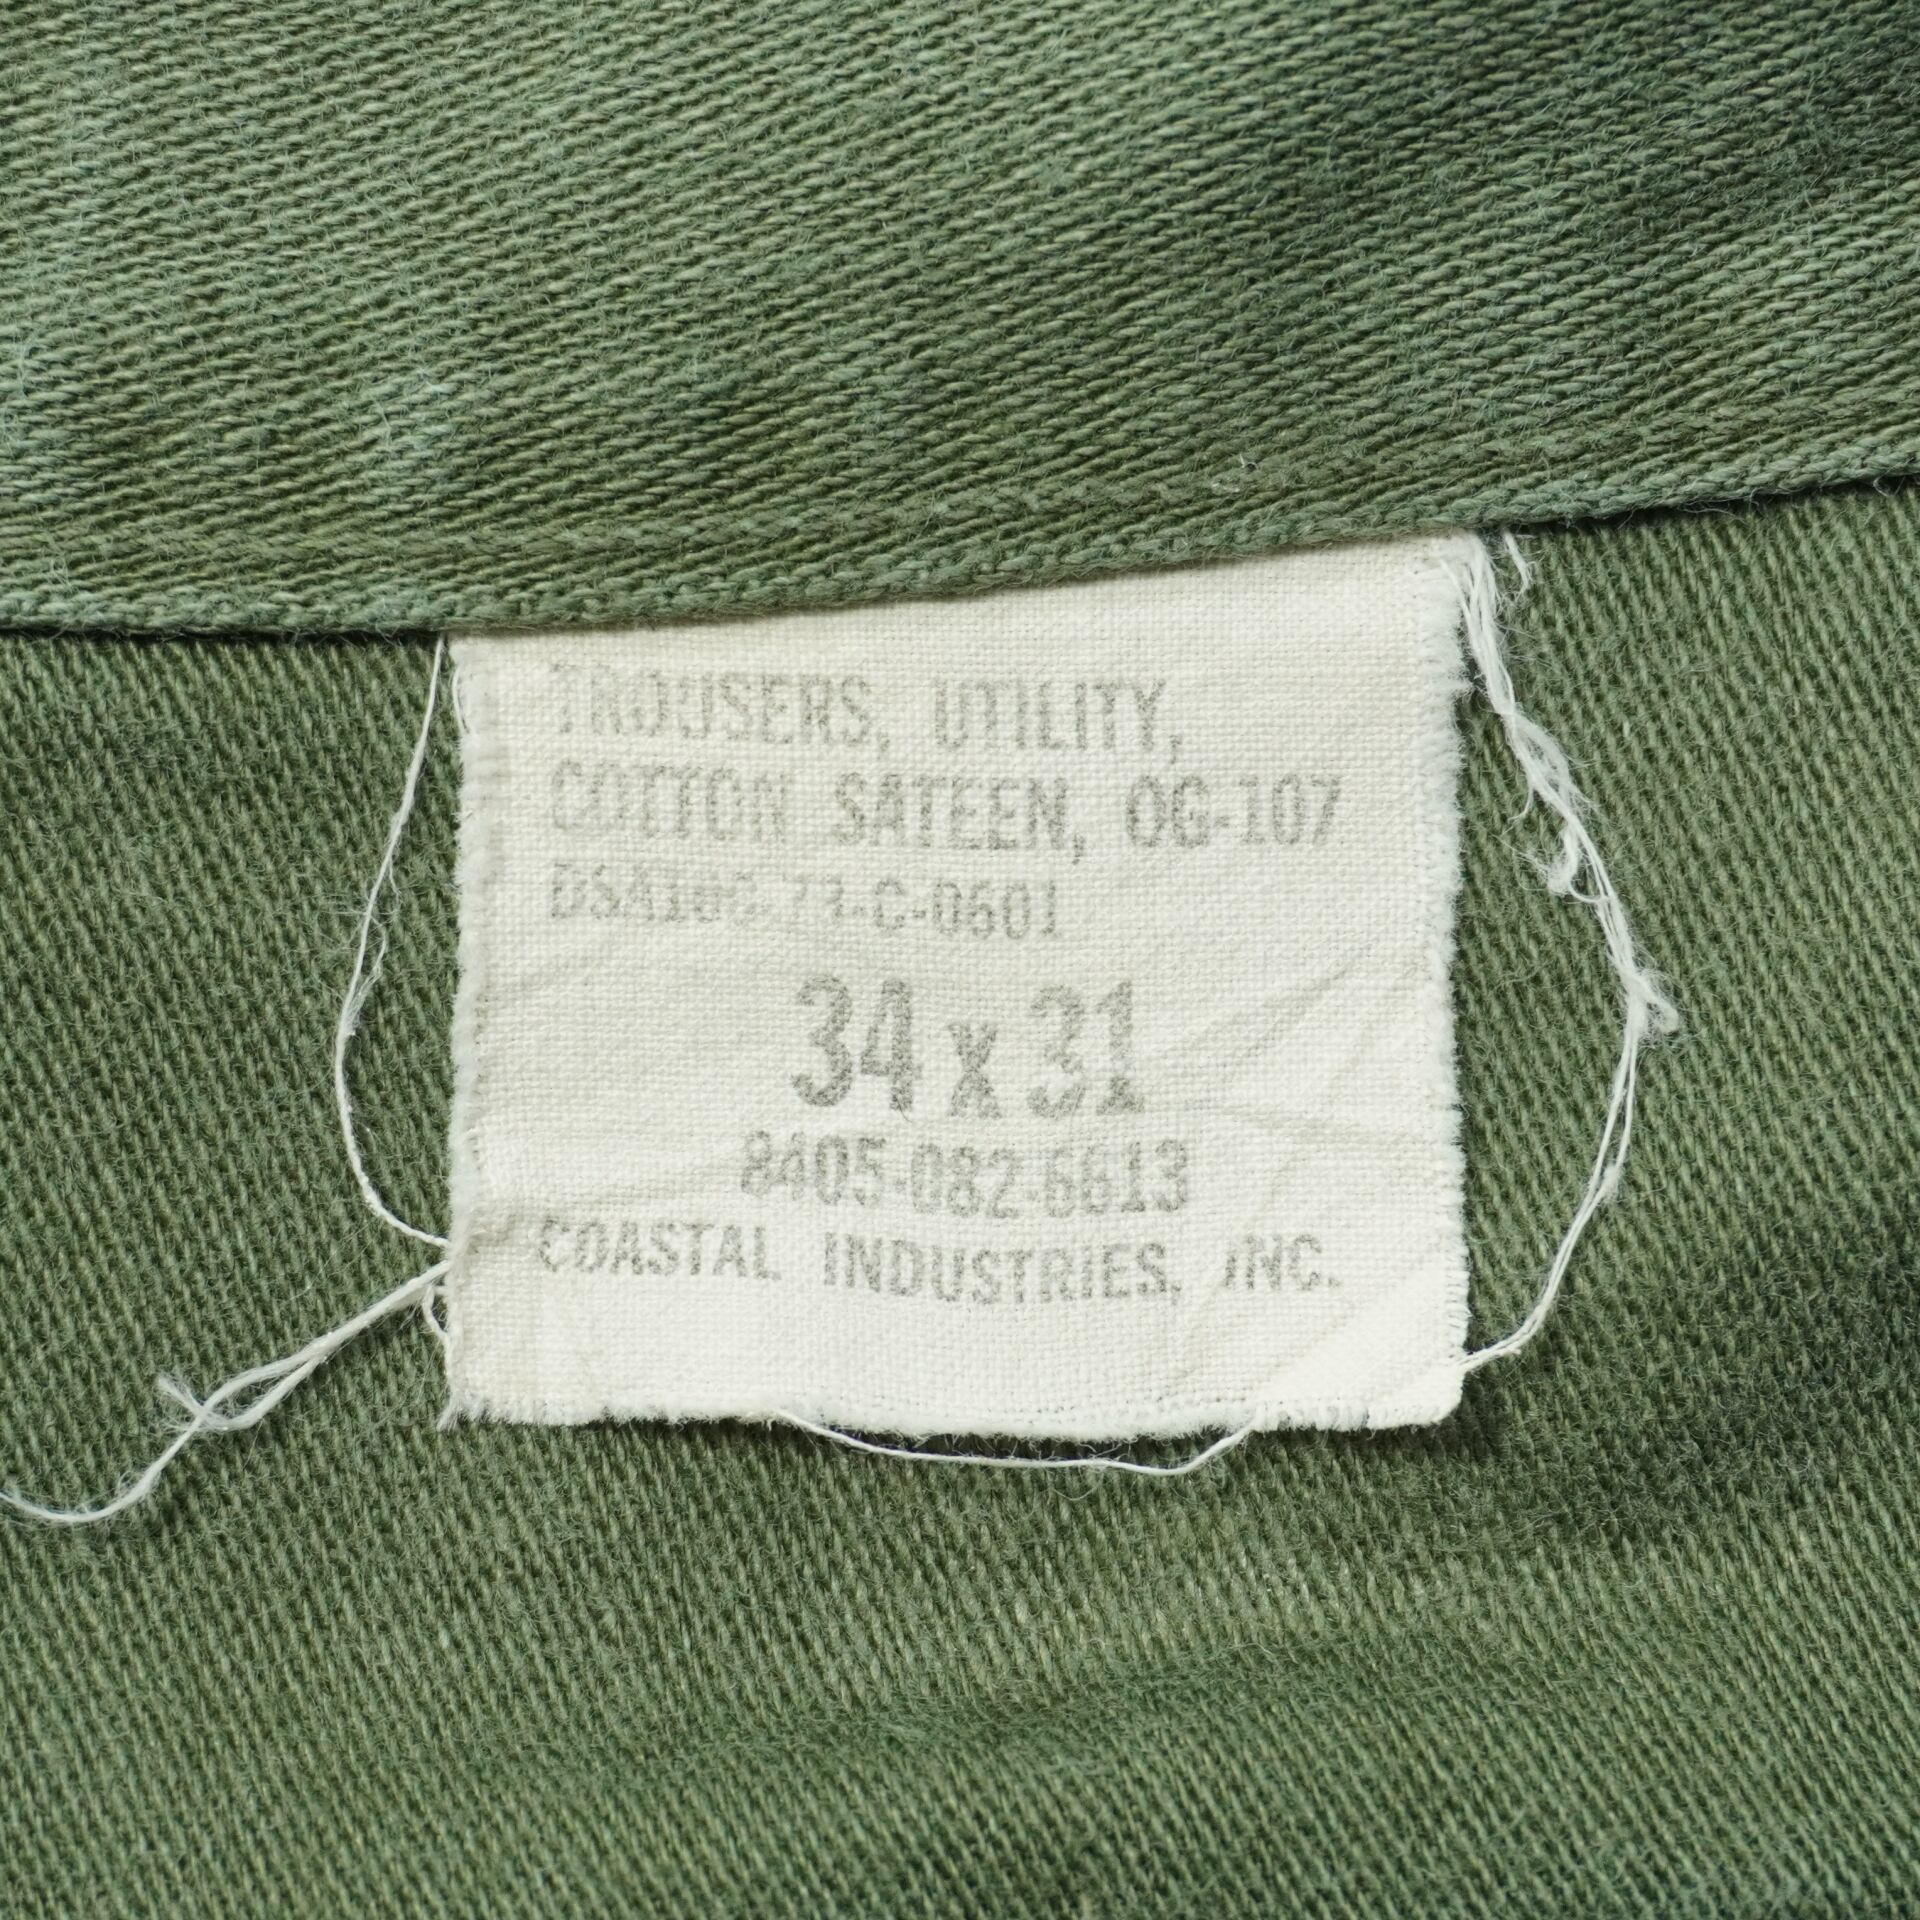 TROUSERS, UTILITY,
COTTON SATEEN, OG-107
34 x 31
8405-082-6613
COASTAL INDUSTRIES, INC.